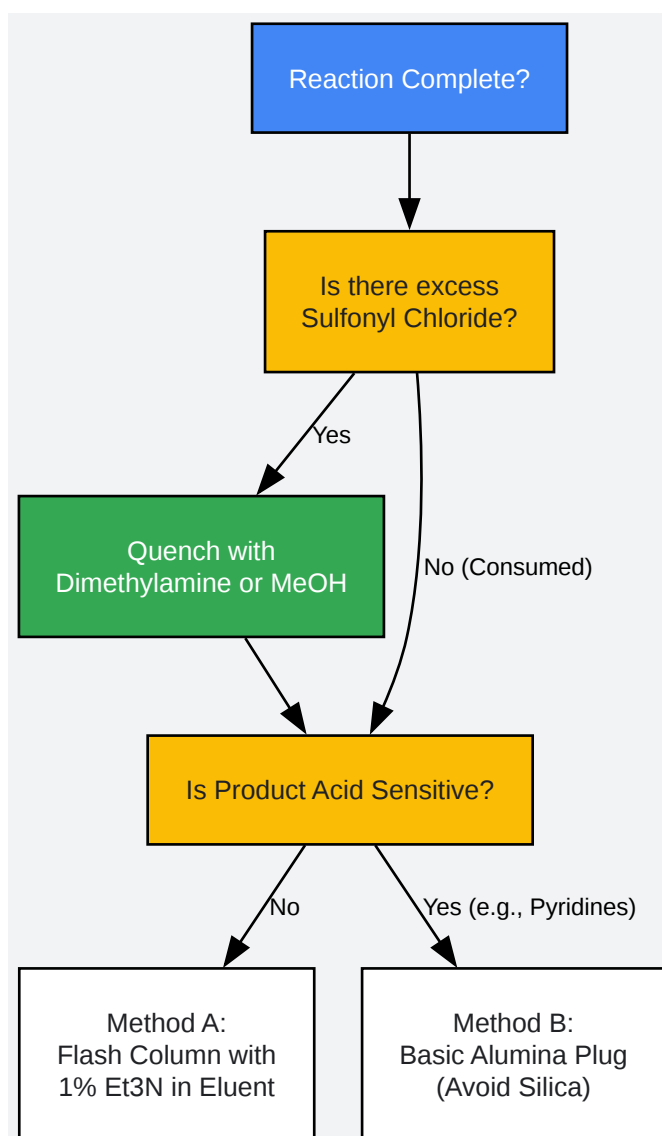 Reaction Complete?
Is there excess
Sulfonyl Chloride?
Yes
Quench with
Dimethylamine or MeOH
No (Consumed)
Is Product Acid Sensitive?
No
Yes (e.g., Pyridines)
Method A:
Flash Column with
1% Et3N in Eluent
Method B:
Basic Alumina Plug
(Avoid Silica)